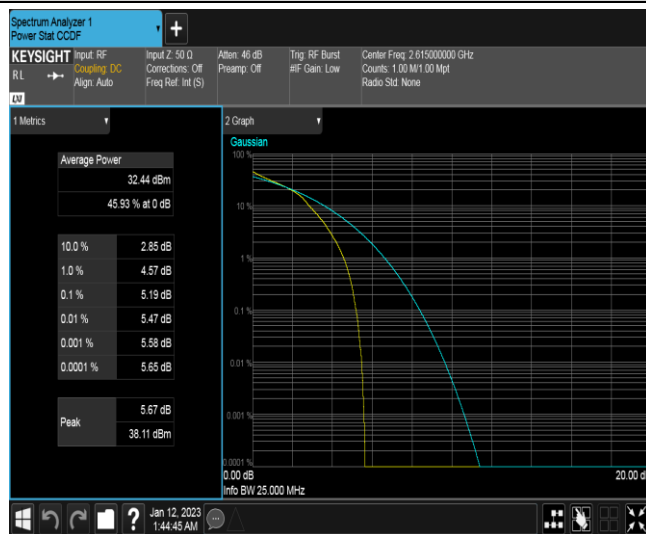 Spectrum Analyzer 1
Power Stat CCDF
+
KEYSIGHT
RL
LXI
Input: RF
Coupling: DC
Align: Auto
Input Z: 50 Ω
Corrections: Off
Freq Ref: Int (S)
Atten: 46 dB
Preamp: Off
Trig: RF Burst
#IF Gain: Low
Center Freq: 2.615000000 GHz
Counts: 1.00 M/1.00 Mpt
Radio Std: None
1 Metrics
Average Power
32.44 dBm
45.93 % at 0 dB
10.0 % 2.85 dB
1.0 % 4.57 dB
0.1 % 5.19 dB
0.01 % 5.47 dB
0.001 % 5.58 dB
0.0001 % 5.65 dB
Peak
5.67 dB
38.11 dBm
2 Graph
Gaussian
100 %
10 %
1 %
0.1 %
0.01 %
0.001 %
0.0001 %
0.00 dB
20.00 d
Info BW 25.000 MHz
?
Jan 12, 2023
1:44:45 AM